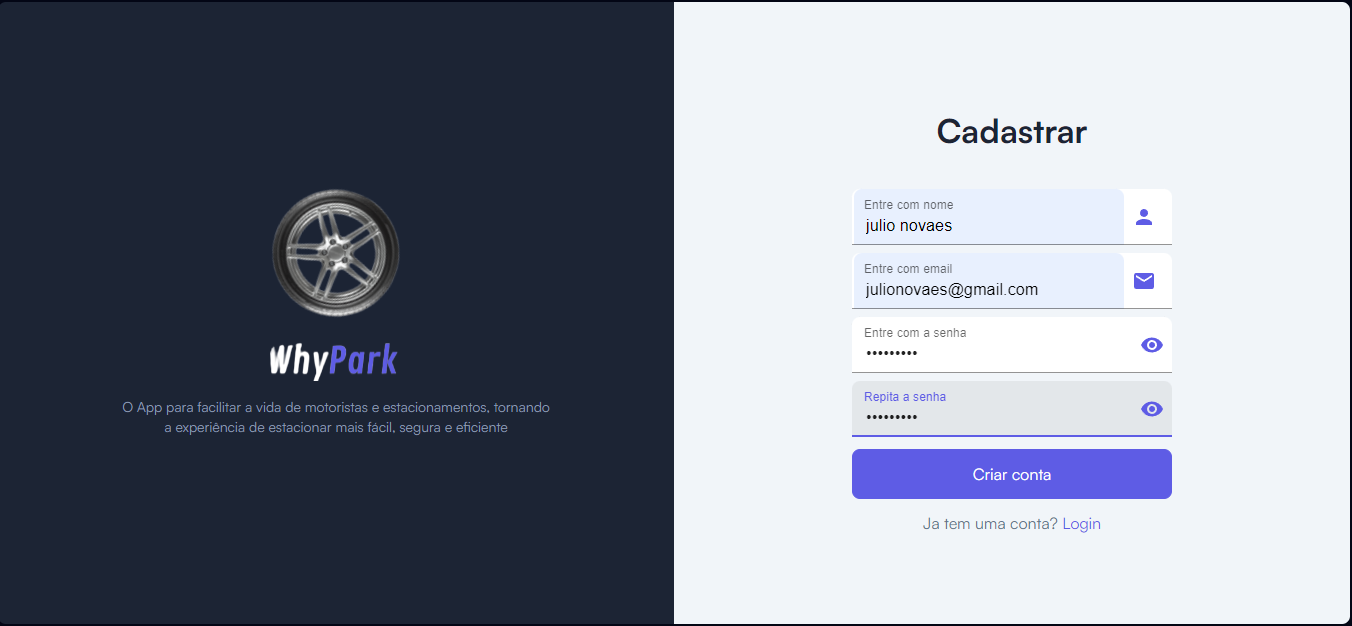 WhyPark
O App para facilitar a vida de motoristas e estacionamentos, tornando
a experiência de estacionar mais fácil, segura e eficiente
Cadastrar
Entre com nome
julio novaes
Entre com email
julionovaes@gmail.com
Entre com a senha
•••••••••
Repita a senha
•••••••••
Criar conta
Ja tem uma conta? Login